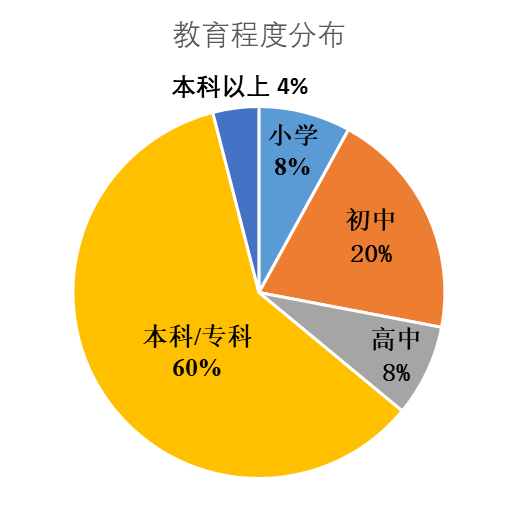 教育程度分布
本科以上 4%
小学
8%
初中
20%
高中
8%
本科/专科
60%